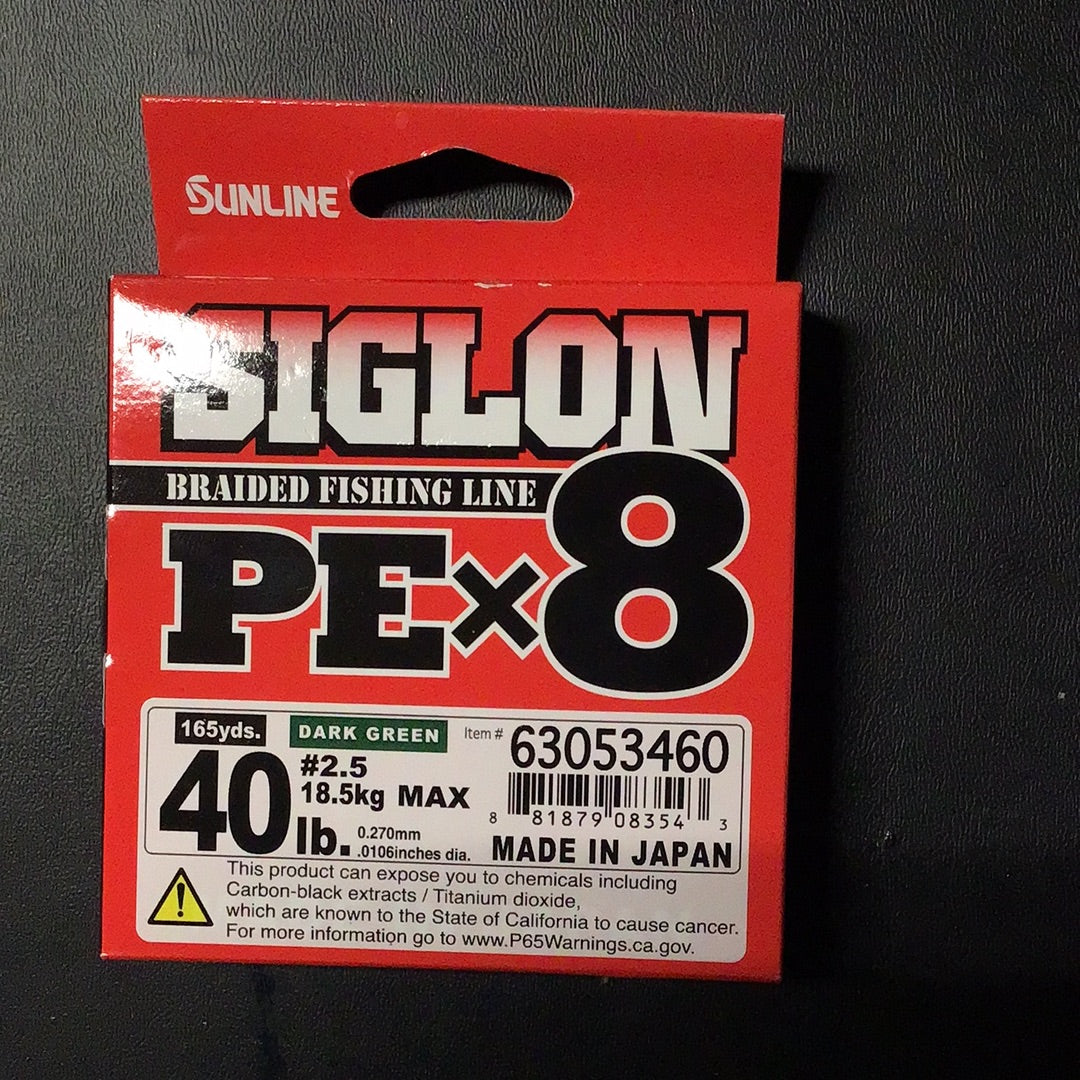 SUNLINE
SIGLON
BRAIDED FISHING LINE
PE×8
165yds. DARK GREEN Item # 63053460
40 lb. #2.5
18.5kg MAX
0.270mm
.0106inches dia.
8 81879 08354 3
MADE IN JAPAN
This product can expose you to chemicals including
Carbon-black extracts / Titanium dioxide,
which are known to the State of California to cause cancer.
For more information go to www.P65Warnings.ca.gov.